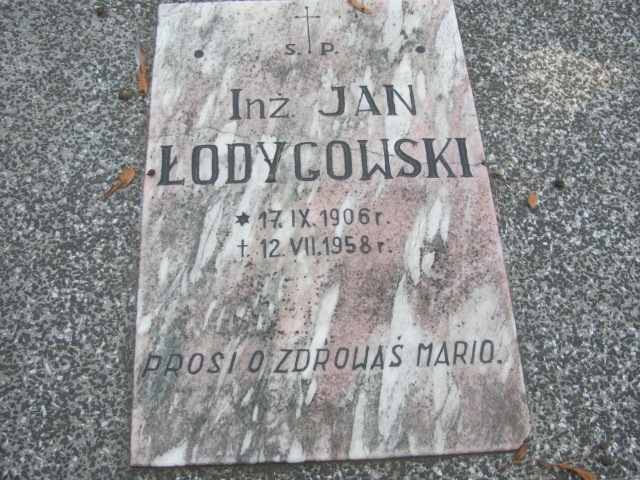 S. P.
Inż. JAN
ŁODYGOWSKI
* 17. IX. 1906 r.
† 12. VII. 1958 r.
PROSI O ZDROWAŚ MARIO.